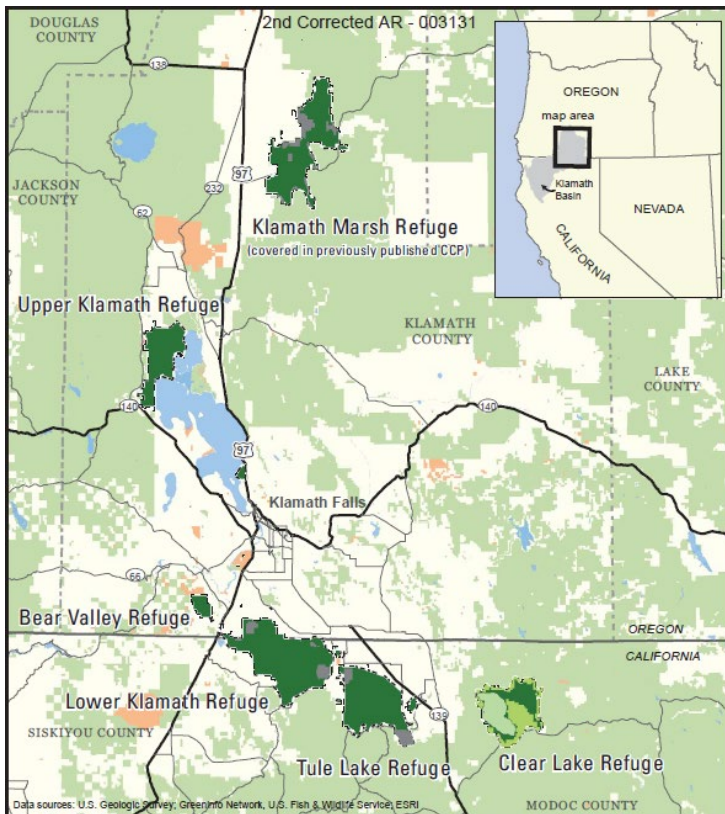 2nd Corrected AR - 003131
DOUGLAS
COUNTY
138
OREGON
map area
Klamath
Basin
NEVADA
CALIFORNIA
JACKSON
COUNTY
97
232
62
Klamath Marsh Refuge
(covered in previously published CCP)
Upper Klamath Refuge
KLAMATH
COUNTY
LAKE
COUNTY
140
140
97
Klamath Falls
66
Bear Valley Refuge
OREGON
CALIFORNIA
Lower Klamath Refuge
SISKIYOU COUNTY
139
Tule Lake Refuge
Clear Lake Refuge
Data sources: U.S. Geologic Survey; GreenInfo Network, U.S. Fish & Wildlife Service; ESRI
MODOC COUNTY